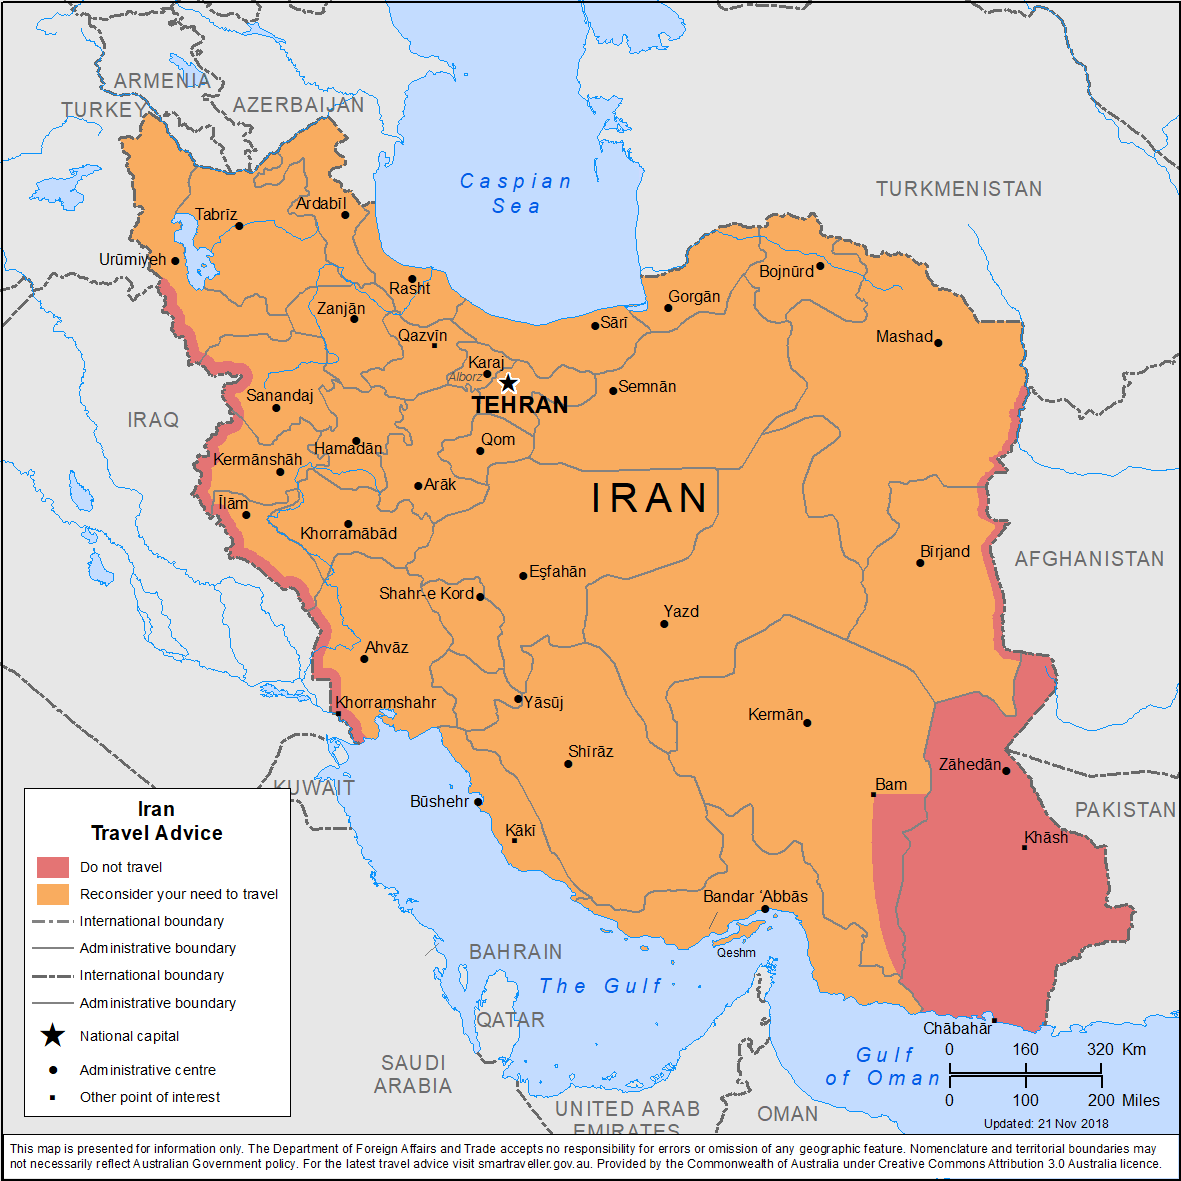 ARMENIA
TURKEY
AZERBAIJAN
Caspian
Sea
TURKMENISTAN
Tabrīz
Ardabīl
Urūmīyeh
Rasht
Bojnūrd
Zanjān
Gorgān
Sārī
Qazvīn
Mashad
Karaj
Alborz
TEHRAN
Semnān
Sanandaj
IRAQ
Hamadān
Qom
Kermānshāh
Arāk
IRAN
Īlām
Khorramābād
Bīrjand
AFGHANISTAN
Eşfahān
Shahr-e Kord
Yazd
Ahvāz
Khorramshahr
Yāsūj
Kermān
Shīrāz
Zāhedān
KUWAIT
Bam
Būshehr
PAKISTAN
Kākī
Khāsh
Bandar ‘Abbās
Qeshm
BAHRAIN
The Gulf
QATAR
Chābahār
SAUDI
ARABIA
Gulf
of Oman
UNITED ARAB
EMIRATES
OMAN
Iran
Travel Advice
Do not travel
Reconsider your need to travel
International boundary
Administrative boundary
International boundary
Administrative boundary
National capital
Administrative centre
Other point of interest
0 160 320 Km
0 100 200 Miles
Updated: 21 Nov 2018
This map is presented for information only. The Department of Foreign Affairs and Trade accepts no responsibility for errors or omission of any geographic feature. Nomenclature and territorial boundaries may
not necessarily reflect Australian Government policy. For the latest travel advice visit smartraveller.gov.au. Provided by the Commonwealth of Australia under Creative Commons Attribution 3.0 Australia licence.